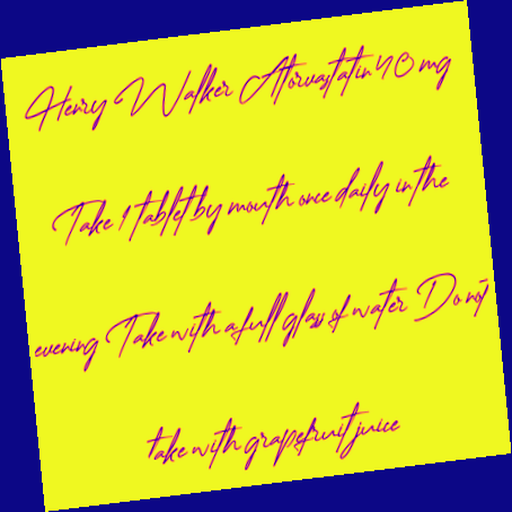 Henry Walker Atorvastatin 40 mg
Take 1 tablet by mouth once daily in the
evening Take with a full glass of water Do not
take with grapefruit juice